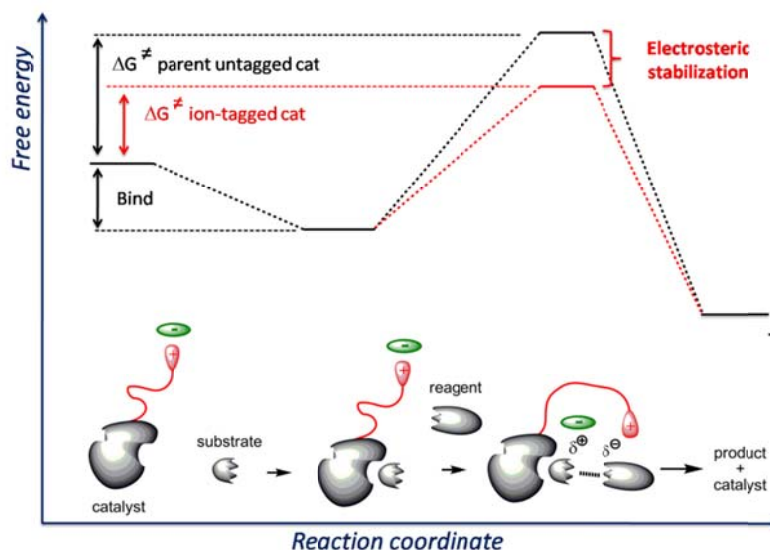 Free energy
ΔG≠ parent untagged cat
ΔG≠ ion-tagged cat
Bind
Electrosteric
stabilization
-
+
catalyst
substrate
-
+
reagent
-
+
δ⊕
δ⊖
product
+
catalyst
Reaction coordinate